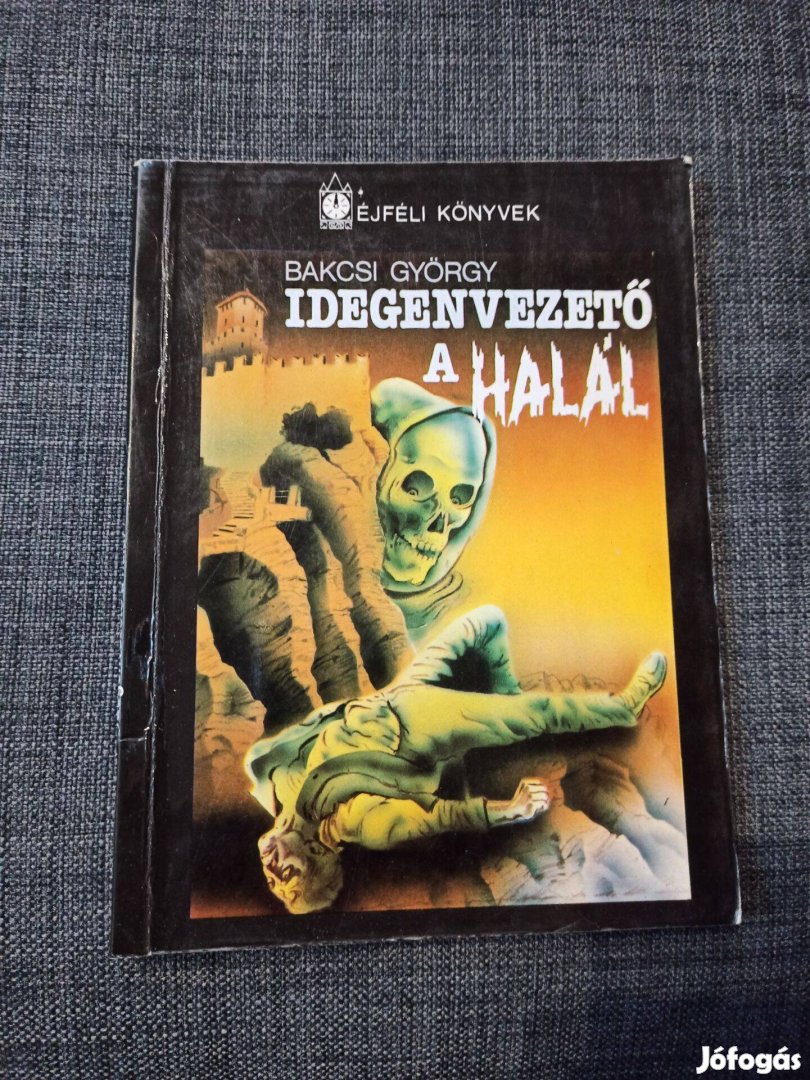 ÉJFÉLI KÖNYVEK
BAKCSI GYÖRGY
IDEGENVEZETŐ
A HALÁL
Jófogás